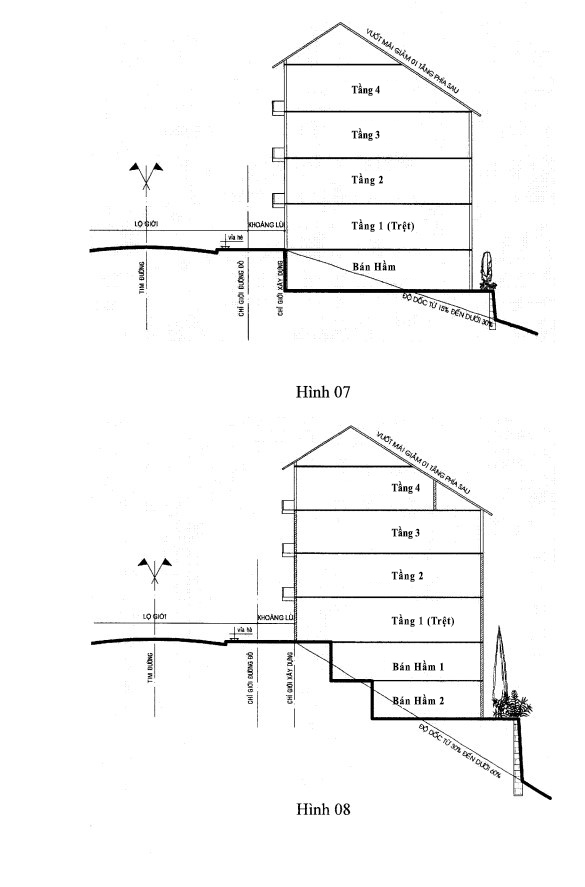 VUỐT MÁI GIẢM 01 TẦNG PHÍA SAU
Tầng 4
Tầng 3
Tầng 2
Tầng 1 (Trệt)
Bán Hầm
LỘ GIỚI
vỉa hè
KHOẢNG LÙI
TIM ĐƯỜNG
CHỈ GIỚI ĐƯỜNG ĐỎ
CHỈ GIỚI XÂY DỰNG
ĐỘ DỐC TỪ 15% ĐẾN DƯỚI 30%
Hình 07
VUỐT MÁI GIẢM 01 TẦNG PHÍA SAU
Tầng 4
Tầng 3
Tầng 2
Tầng 1 (Trệt)
Bán Hầm 1
Bán Hầm 2
LỘ GIỚI
vỉa hè
KHOẢNG LÙI
TIM ĐƯỜNG
CHỈ GIỚI ĐƯỜNG ĐỎ
CHỈ GIỚI XÂY DỰNG
ĐỘ DỐC TỪ 30% ĐẾN DƯỚI 60%
Hình 08